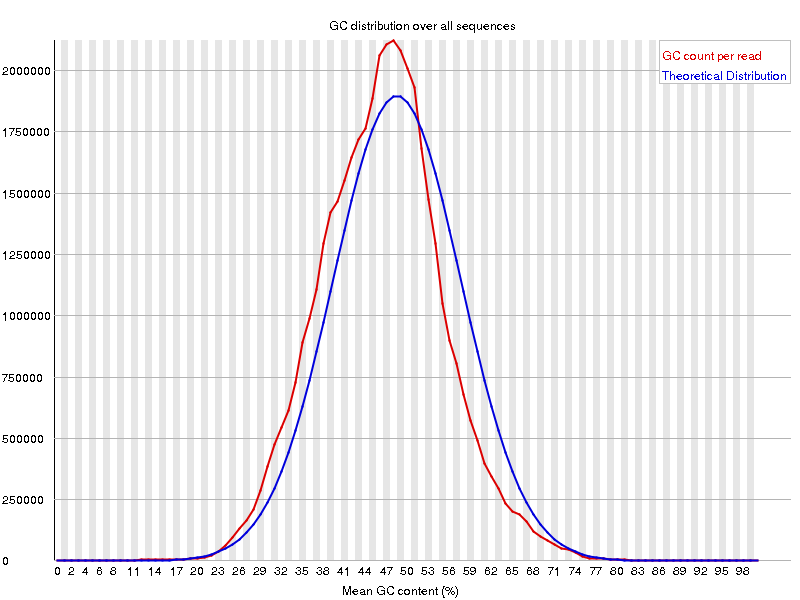 GC distribution over all sequences
GC count per read
Theoretical Distribution
2000000
1750000
1500000
1250000
1000000
750000
500000
250000
0
0 2 4 6 8 11 14 17 20 23 26 29 32 35 38 41 44 47 50 53 56 59 62 65 68 71 74 77 80 83 86 89 92 95 98
Mean GC content (%)